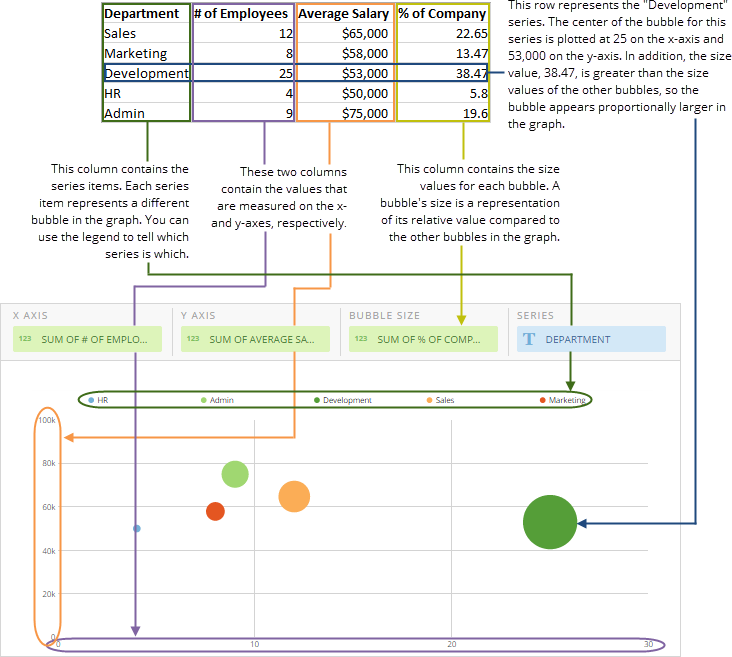 Department # of Employees Average Salary % of Company
Sales 12 $65,000 22.65
Marketing 8 $58,000 13.47
Development 25 $53,000 38.47
HR 4 $50,000 5.8
Admin 9 $75,000 19.6
This row represents the "Development"
series. The center of the bubble for this
series is plotted at 25 on the x-axis and
53,000 on the y-axis. In addition, the size
value, 38.47, is greater than the size
values of the other bubbles, so the
bubble appears proportionally larger in
the graph.
This column contains the
series items. Each series
item represents a different
bubble in the graph. You can
use the legend to tell which
series is which.
These two columns
contain the values that
are measured on the x-
and y-axes, respectively.
This column contains the size
values for each bubble. A
bubble's size is a representation
of its relative value compared to
the other bubbles in the graph.
X AXIS Y AXIS BUBBLE SIZE SERIES
123 SUM OF # OF EMPLO... 123 SUM OF AVERAGE SA... 123 SUM OF % OF COMP... T DEPARTMENT
HR Admin Development Sales Marketing
100k
80k
60k
40k
20k
0
0 10 20 30